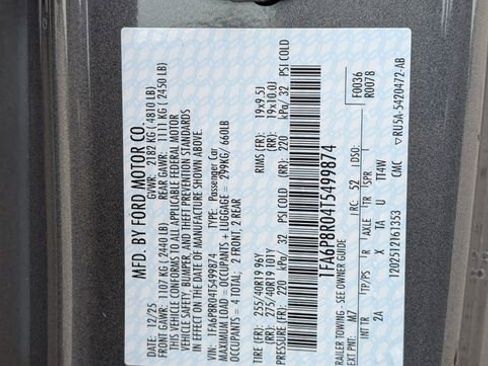 MFD. BY FORD MOTOR CO.
DATE: 12/25 GVWR: 2182 KG ( 4810 LB)
FRONT GAWR: 1107 KG ( 2440 LB) REAR GAWR: 1111 KG ( 2450 LB)
THIS VEHICLE CONFORMS TO ALL APPLICABLE FEDERAL MOTOR
VEHICLE SAFETY, BUMPER, AND THEFT PREVENTION STANDARDS
IN EFFECT ON THE DATE OF MANUFACTURE SHOWN ABOVE.
VIN: 1FA6P8R04T5499874 TYPE: Passenger Car
MAXIMUM LOAD = OCCUPANTS + LUGGAGE = 299KG/ 660LB
OCCUPANTS = 4 TOTAL; 2 FRONT, 2 REAR
TIRE (FR): 255/40R19 96Y RIMS (FR): 19X9.5J
(RR): 275/40R19 101Y (RR): 19X10.0J
PRESSURE (FR): 220 kPa/ 32 PSI COLD (RR): 220 kPa/ 32 PSI COLD
1FA6P8R04T5499874
TRAILER TOWING - SEE OWNER GUIDE F0036
EXT PNT: M7 RC: 52 DSO: R0078
INT TR TP/PS R AXLE TR SPR
2A X TA U TT4W
1202512161353 CMC ▽RU5A-5420472-AB